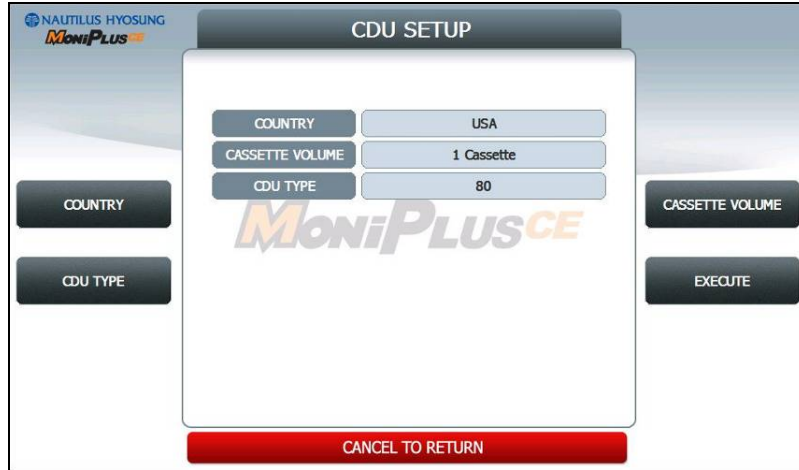 NAUTILUS HYOSUNG
MoniPlusCE
CDU SETUP
COUNTRY USA
CASSETTE VOLUME 1 Cassette
CDU TYPE 80
MoniPlusCE
COUNTRY
CASSETTE VOLUME
CDU TYPE
EXECUTE
CANCEL TO RETURN